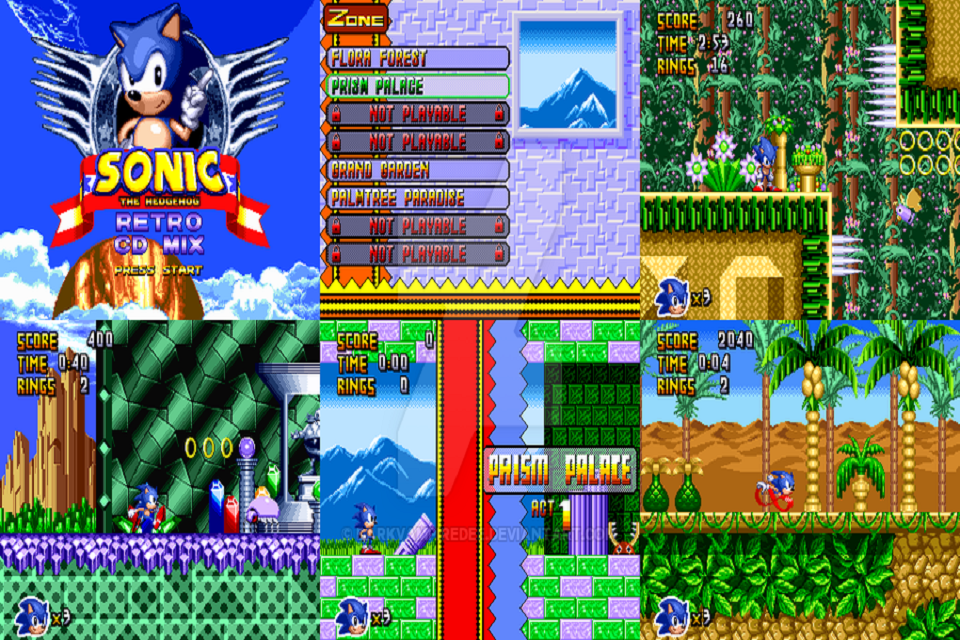 SONIC
THE HEDGEHOG
RETRO
CD MIX
PRESS START
ZONE
FLORA FOREST
PRISM PALACE
NOT PLAYABLE
NOT PLAYABLE
GRAND GARDEN
PALMTREE PARADISE
NOT PLAYABLE
NOT PLAYABLE
SCORE 260
TIME 2:53
RINGS 16
×3
SCORE 400
TIME 0:40
RINGS 2
×3
SCORE 0
TIME 0:00
RINGS 0
PRISM PALACE
ACT 1
×3
SCORE 2040
TIME 0:04
RINGS 2
×3